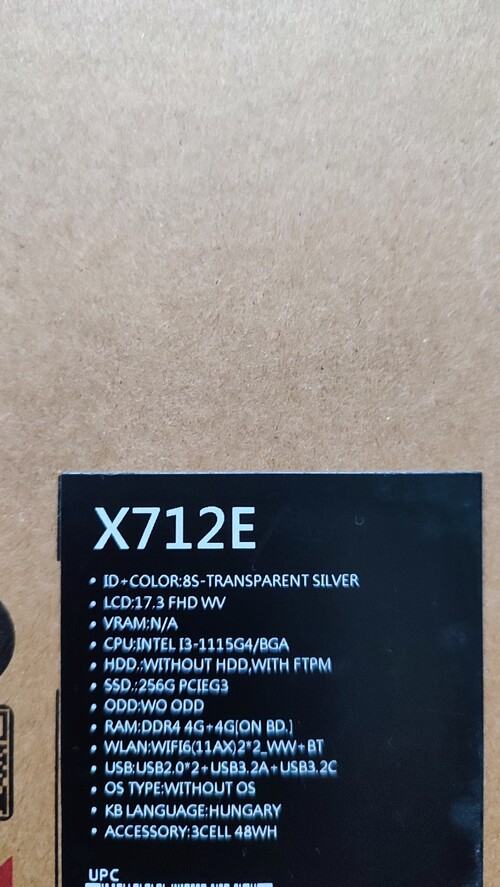 X712E
• ID+COLOR:8S-TRANSPARENT SILVER
• LCD:17.3 FHD WV
• VRAM:N/A
• CPU:INTEL I3-1115G4/BGA
• HDD.:WITHOUT HDD,WITH FTPM
• SSD.:256G PCIEG3
• ODD:WO ODD
• RAM:DDR4 4G+4G(ON BD.)
• WLAN:WIFI6(11AX)2*2_WW+BT
• USB:USB2.0*2+USB3.2A+USB3.2C
• OS TYPE:WITHOUT OS
• KB LANGUAGE:HUNGARY
• ACCESSORY:3CELL 48WH
UPC